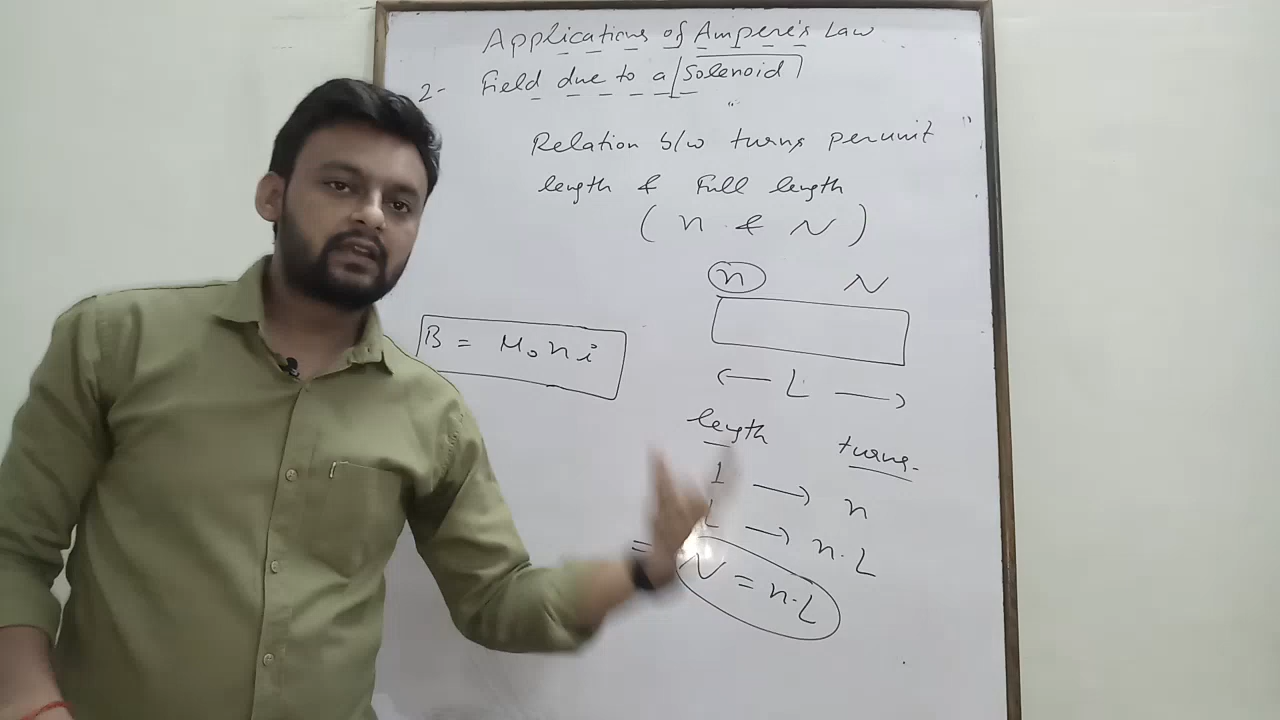 Applications of Ampere's Law
2- Field due to a Solenoid
Relation b/w turns per unit
length & Full length
(n & N)
n N
B = μ₀ n i
L
length turns
1 → n
L → n.L
= N = n.L